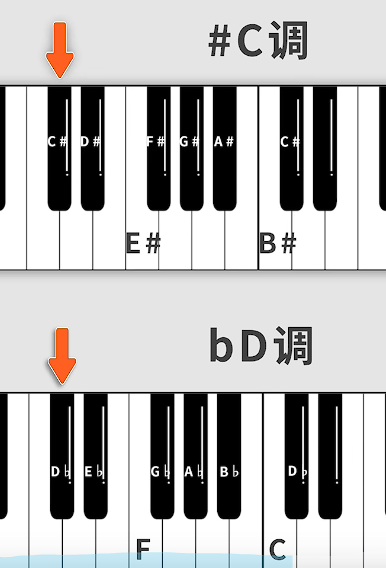 #C调
C# D# F# G# A# C#
E# B#
bD调
D♭ E♭ G♭ A♭ B♭ D♭
F C